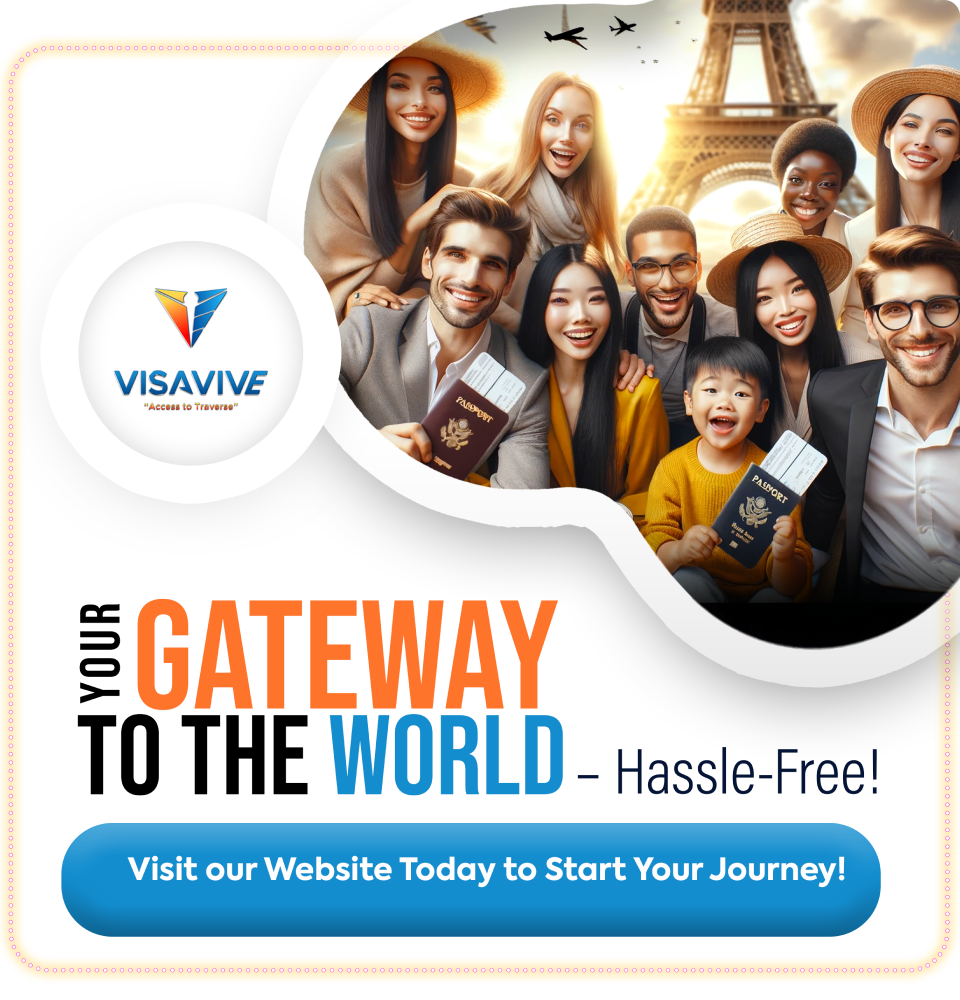 VISAVIVE
"Access to Traverse"
PASSPORT
PASSPORT
YOUR GATEWAY
TO THE WORLD – Hassle-Free!
Visit our Website Today to Start Your Journey!